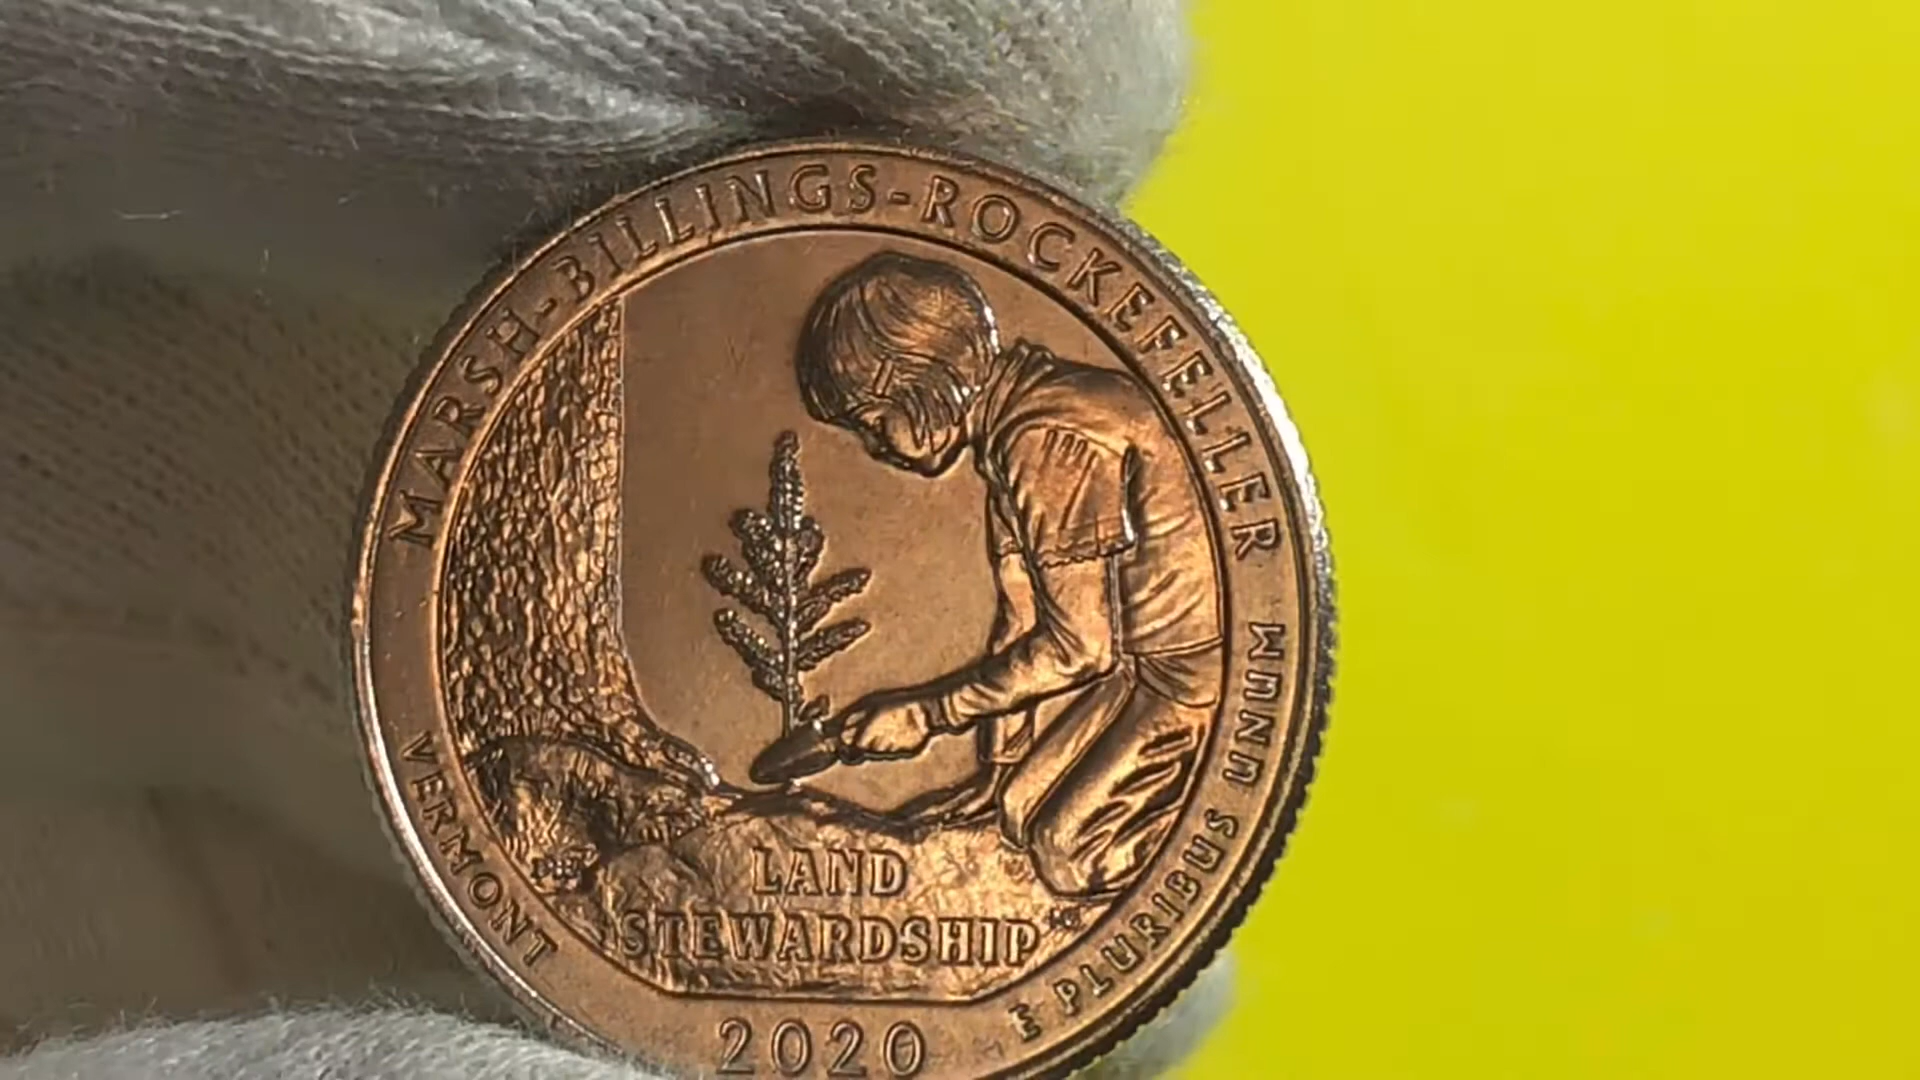 MARSH-BILLINGS-ROCKEFELLER
VERMONT
LAND
STEWARDSHIP
2020
E PLURIBUS UNUM